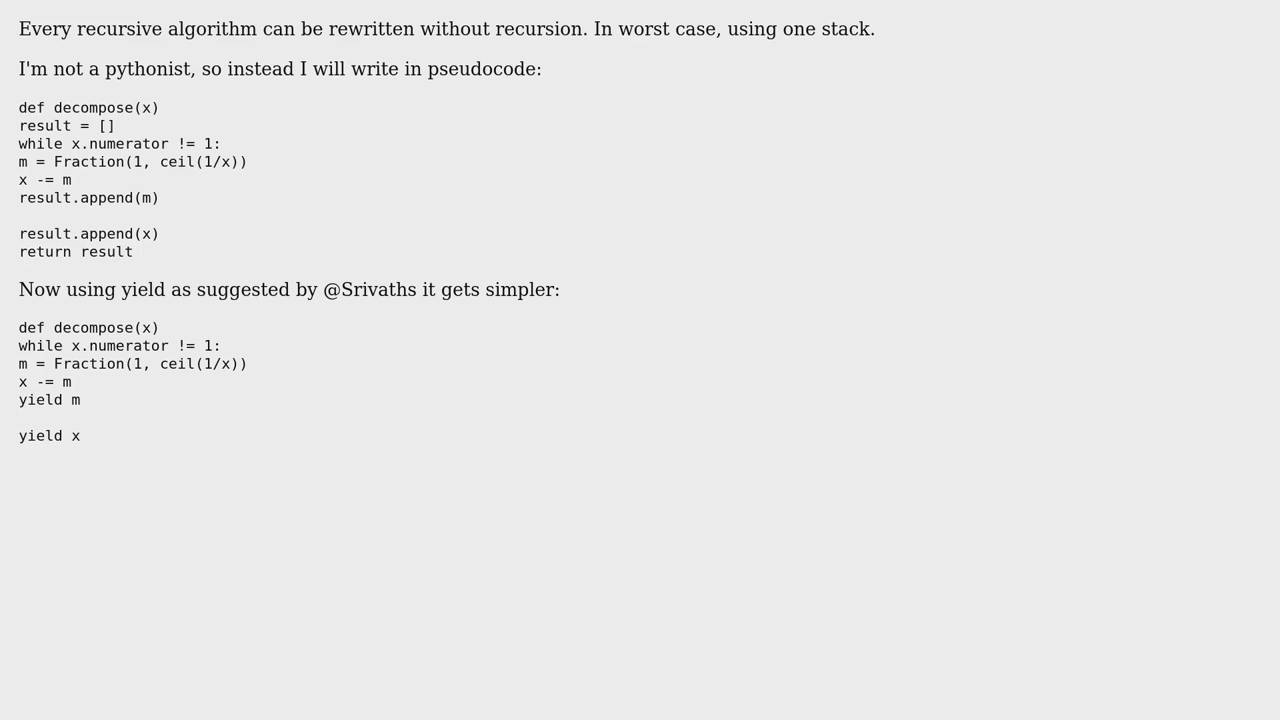 Every recursive algorithm can be rewritten without recursion. In worst case, using one stack.
I'm not a pythonist, so instead I will write in pseudocode:
def decompose(x)
result = []
while x.numerator != 1:
m = Fraction(1, ceil(1/x))
x -= m
result.append(m)
result.append(x)
return result
Now using yield as suggested by @Srivaths it gets simpler:
def decompose(x)
while x.numerator != 1:
m = Fraction(1, ceil(1/x))
x -= m
yield m
yield x